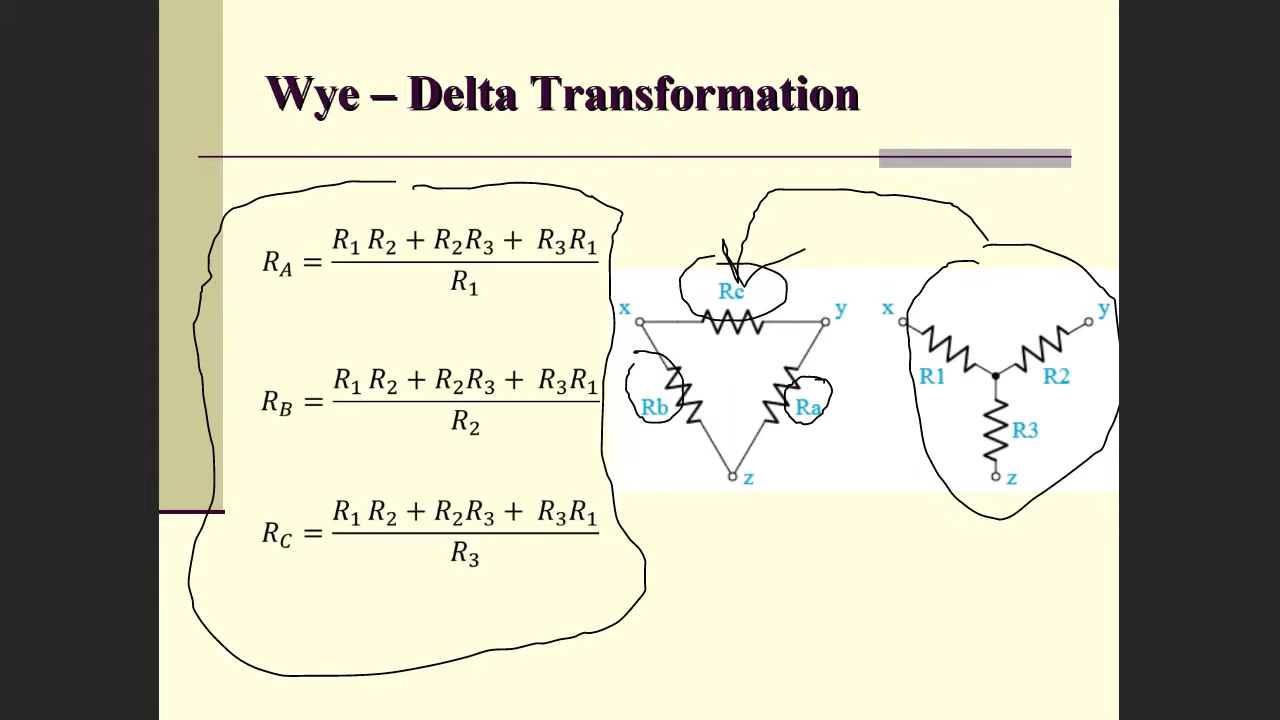 Wye – Delta Transformation
R_A = (R_1 R_2 + R_2R_3 + R_3R_1) / R_1
R_B = (R_1 R_2 + R_2R_3 + R_3R_1) / R_2
R_C = (R_1 R_2 + R_2R_3 + R_3R_1) / R_3
Rc
x
y
Rb
Ra
z
x
y
R1
R2
R3
z